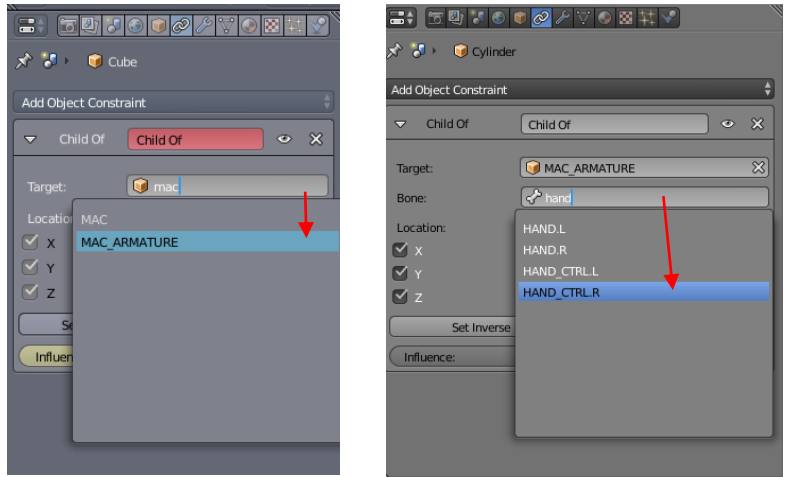 Cube
Add Object Constraint
Child Of
Child Of
Target:
mac
Location
MAC
MAC_ARMATURE
X
Y
Z
Se
Influen
Cylinder
Add Object Constraint
Child Of
Child Of
Target:
MAC_ARMATURE
Bone:
hand
Location:
HAND.L
HAND.R
HAND_CTRL.L
HAND_CTRL.R
X
Y
Z
Set Inverse
Influence: